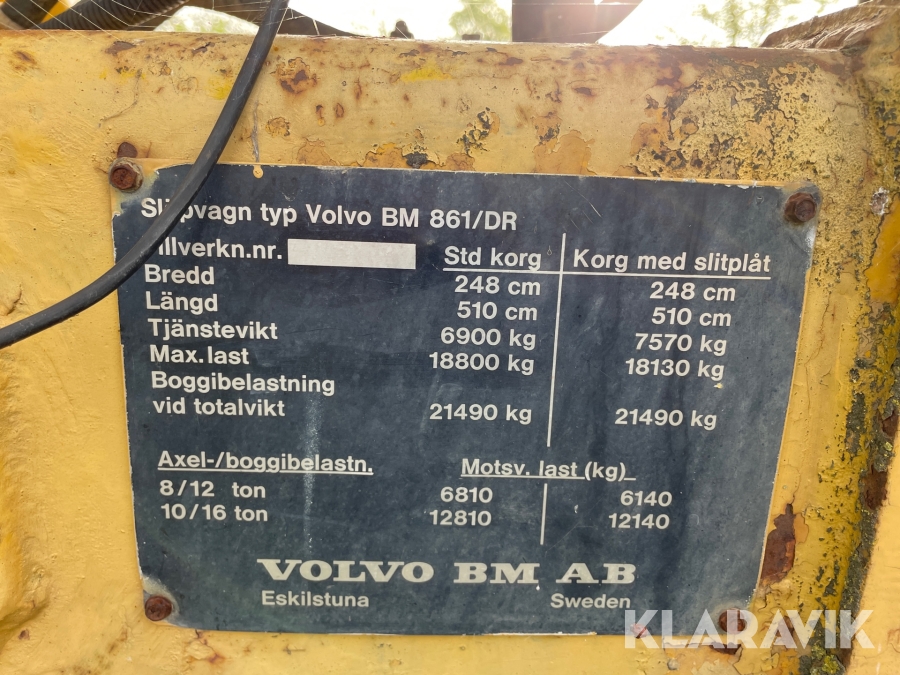 Släpvagn typ Volvo BM 861/DR
Tillverkn.nr. Std korg Korg med slitplåt
Bredd 248 cm 248 cm
Längd 510 cm 510 cm
Tjänstevikt 6900 kg 7570 kg
Max.last 18800 kg 18130 kg
Boggibelastning
vid totalvikt 21490 kg 21490 kg
Axel-/boggibelastn. Motsv. last (kg)
8/12 ton 6810 6140
10/16 ton 12810 12140
VOLVO BM AB
Eskilstuna Sweden
KLARAVIK